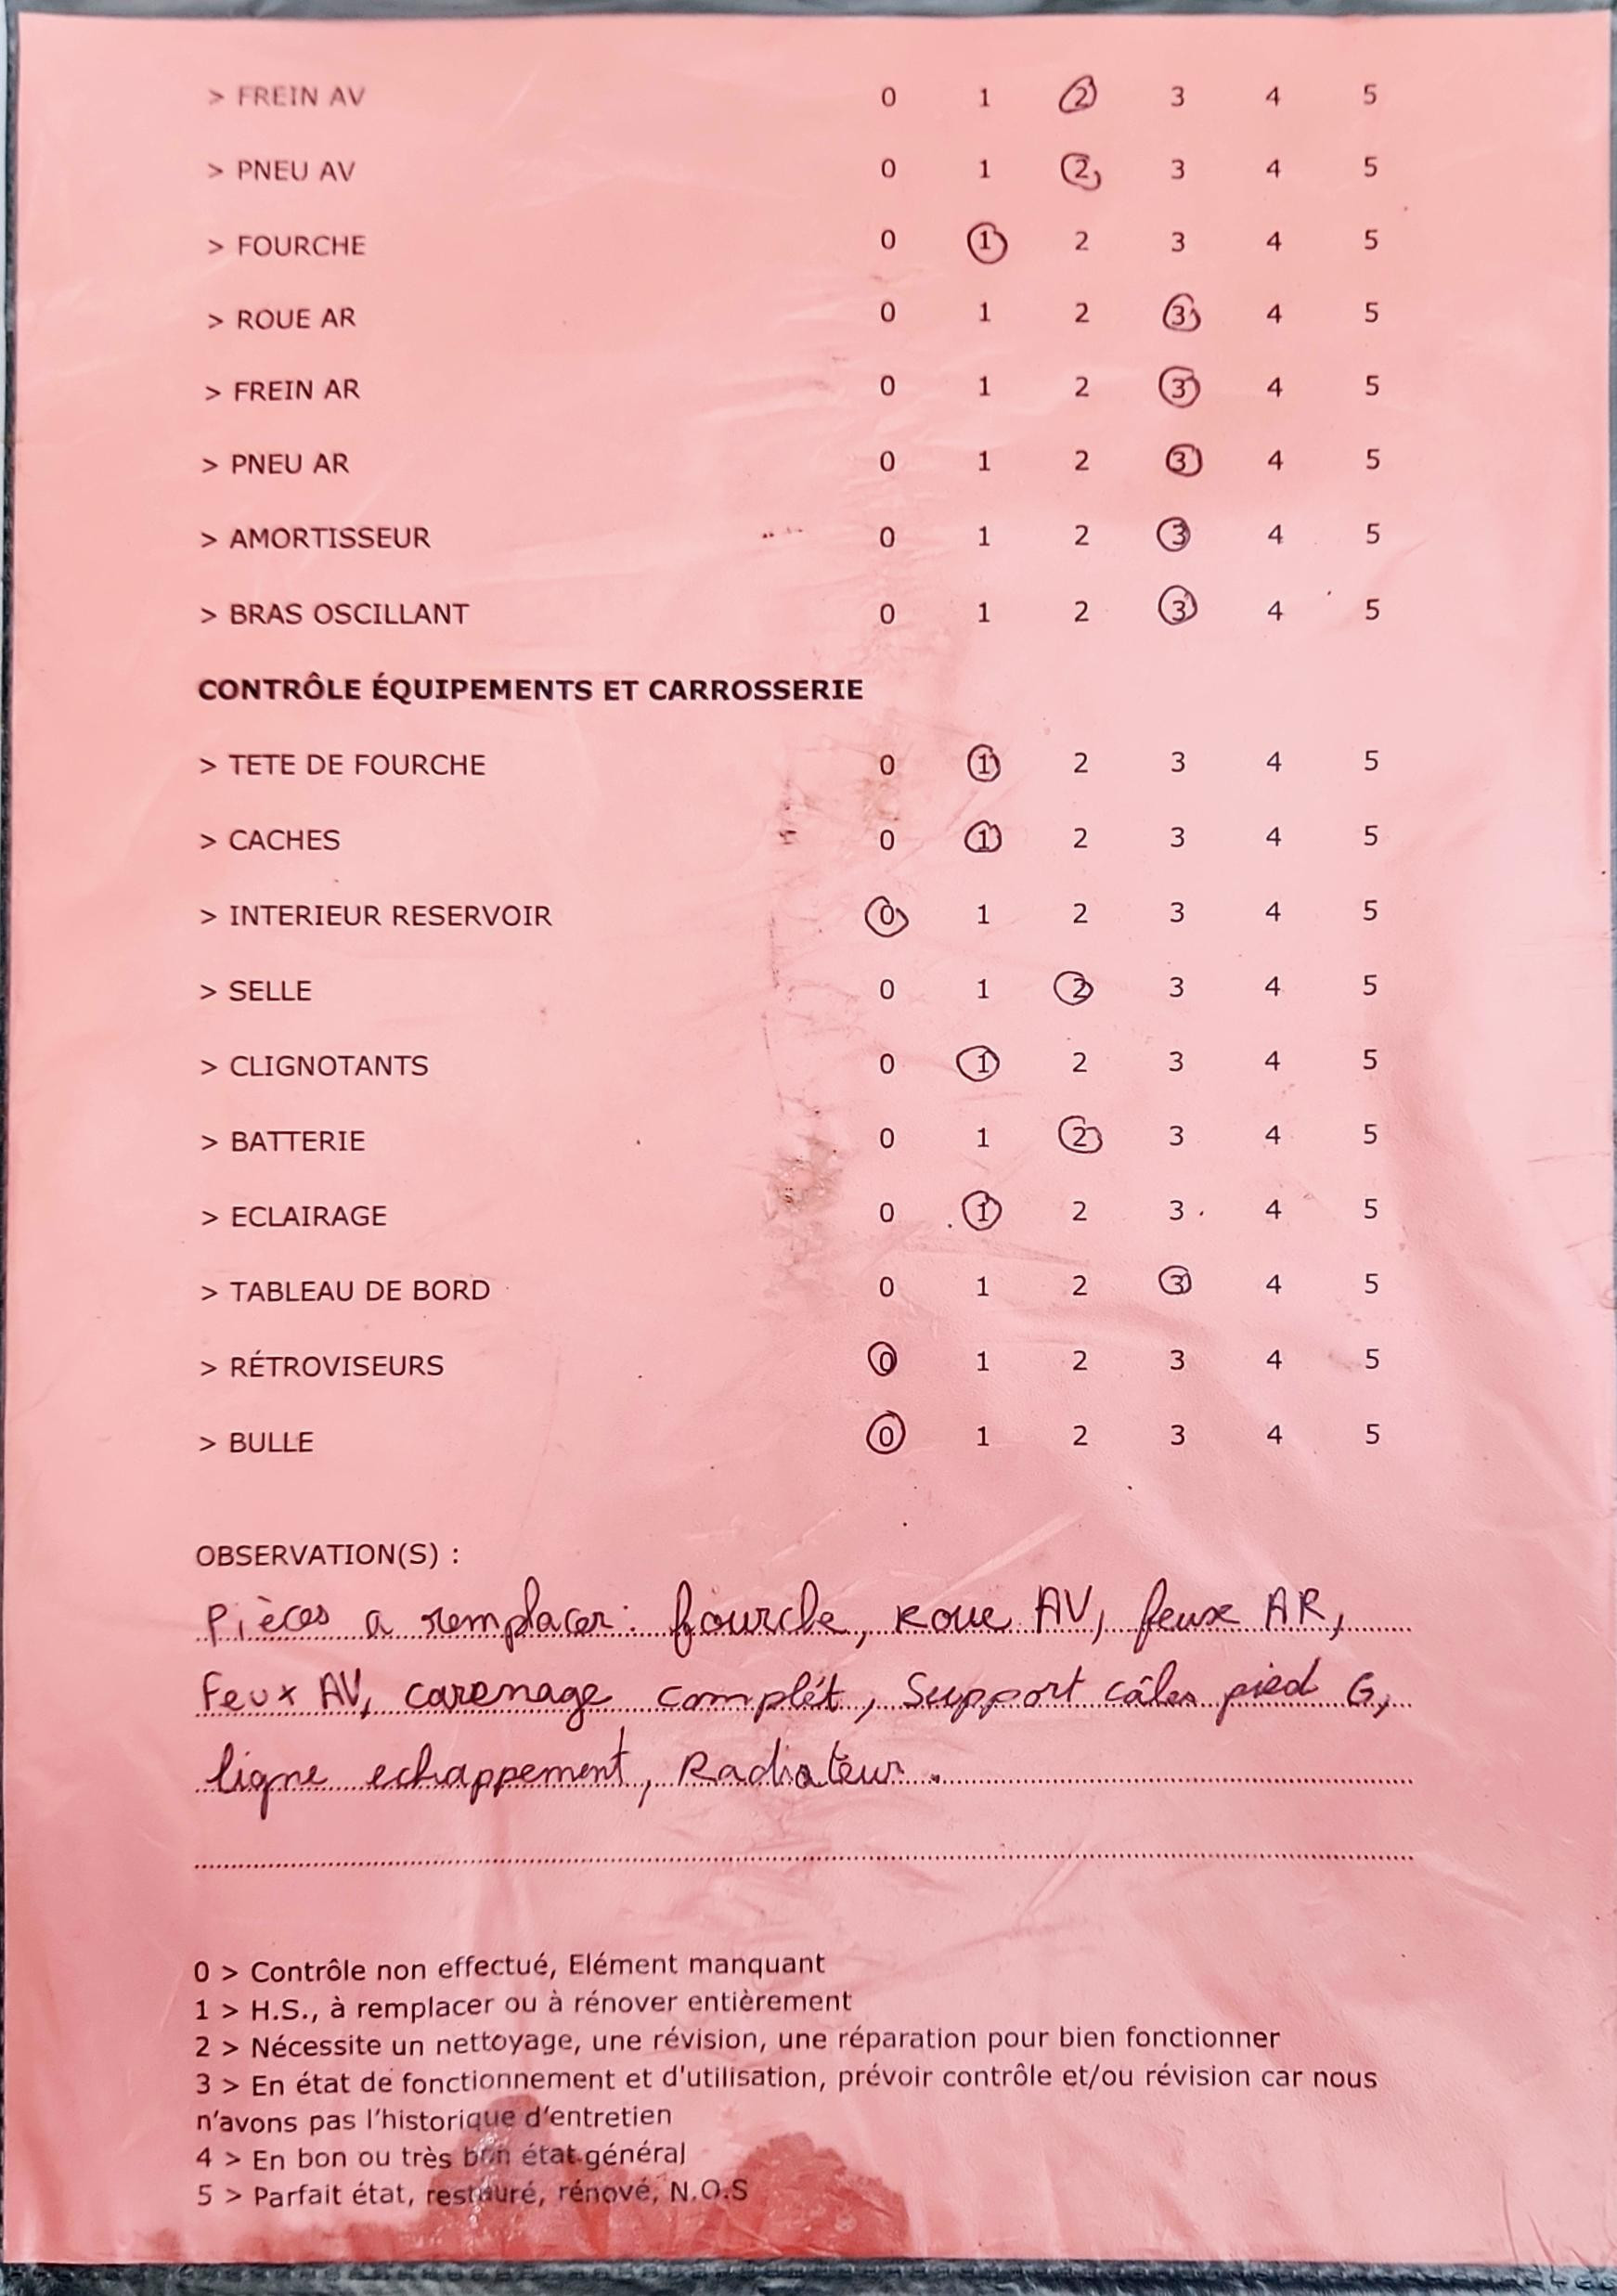 > FREIN AV 0 1 2 3 4 5
> PNEU AV 0 1 2 3 4 5
> FOURCHE 0 1 2 3 4 5
> ROUE AR 0 1 2 3 4 5
> FREIN AR 0 1 2 3 4 5
> PNEU AR 0 1 2 3 4 5
> AMORTISSEUR 0 1 2 3 4 5
> BRAS OSCILLANT 0 1 2 3 4 5
CONTRÔLE ÉQUIPEMENTS ET CARROSSERIE
> TETE DE FOURCHE 0 1 2 3 4 5
> CACHES 0 1 2 3 4 5
> INTERIEUR RESERVOIR 0 1 2 3 4 5
> SELLE 0 1 2 3 4 5
> CLIGNOTANTS 0 1 2 3 4 5
> BATTERIE 0 1 2 3 4 5
> ECLAIRAGE 0 1 2 3 4 5
> TABLEAU DE BORD 0 1 2 3 4 5
> RÉTROVISEURS 0 1 2 3 4 5
> BULLE 0 1 2 3 4 5
OBSERVATION(S) :
Pièces a remplacer: fourche, Roue AV, feux AR,
Feux AV, carenage complét, Support câles pied G,
ligne echappement, Radiateur.
0 > Contrôle non effectué, Elément manquant
1 > H.S., à remplacer ou à rénover entièrement
2 > Nécessite un nettoyage, une révision, une réparation pour bien fonctionner
3 > En état de fonctionnement et d'utilisation, prévoir contrôle et/ou révision car nous
n'avons pas l'historique d'entretien
4 > En bon ou très bon état général
5 > Parfait état, restauré, rénové, N.O.S